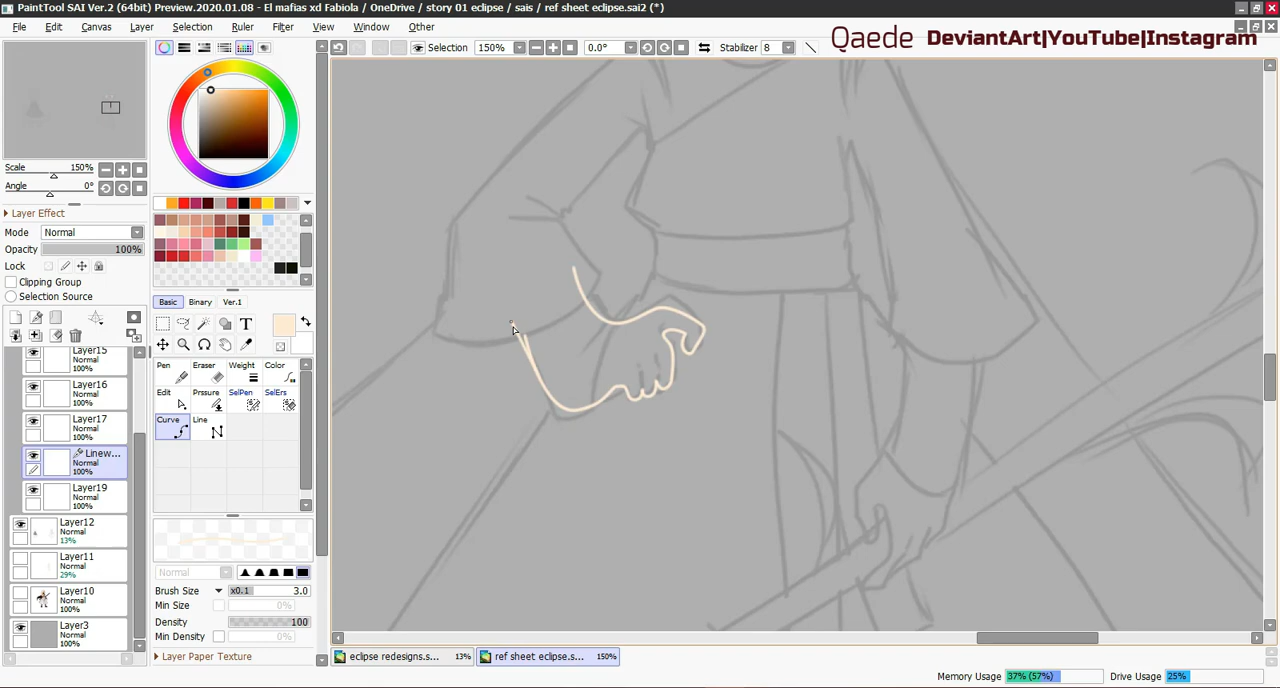 PaintTool SAI Ver.2 (64bit) Preview.2020.01.08 - El mafias xd Fabiola / OneDrive / story 01 eclipse / sais / ref sheet eclipse.sai2 (*)
File Edit Canvas Layer Selection Ruler Filter View Window Other
Qaede DeviantArt|YouTube|Instagram
Selection 150% 0.0° Stabilizer 8
Scale 150%
Angle 0°
Layer Effect
Mode Normal
Opacity 100%
Lock
Clipping Group
Selection Source
Layer15
Normal
100%
Layer16
Normal
100%
Layer17
Normal
100%
Linew...
Normal
100%
Layer19
Normal
100%
Layer12
Normal
13%
Layer11
Normal
29%
Layer10
Normal
100%
Layer3
Normal
100%
Basic Binary Ver.1
T
Pen Eraser Weight Color
Edit Prssure SelPen SelErs
Curve Line
Normal
Brush Size x0.1 3.0
Min Size 0%
Density 100
Min Density 0%
Layer Paper Texture
eclipse redesigns.s... 13% ref sheet eclipse.s... 150%
Memory Usage 37% (57%) Drive Usage 25%